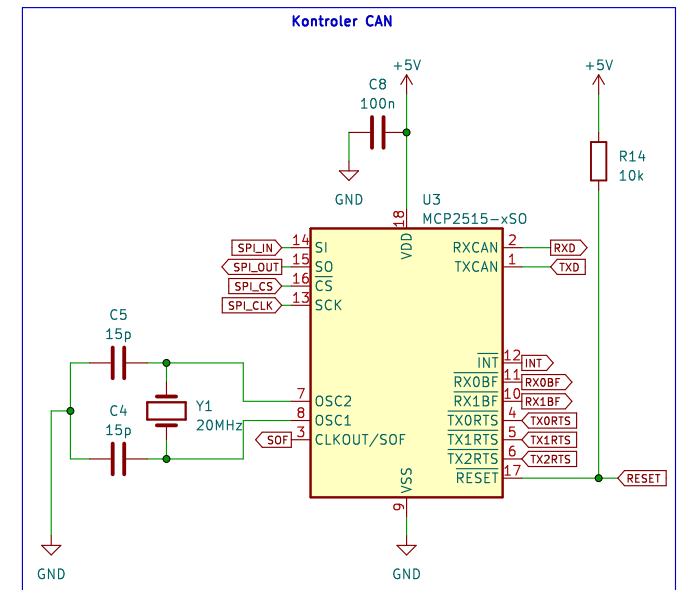 Kontroler CAN
+5V
+5V
C8
100n
R14
10k
GND
U3
MCP2515-xSO
18
VDD
SPI_IN 14 SI
RXCAN 2 RXD
SPI_OUT 15 SO
TXCAN 1 TXD
SPI_CS 16 CS
SPI_CLK 13 SCK
C5
15p
INT 12 INT
RX0BF 11 RX0BF
7 OSC2
RX1BF 10 RX1BF
Y1
20MHz
C4
15p
8 OSC1
TX0RTS 4 TX0RTS
SOF 3 CLKOUT/SOF
TX1RTS 5 TX1RTS
TX2RTS 6 TX2RTS
RESET 17 RESET
VSS
9
GND
GND